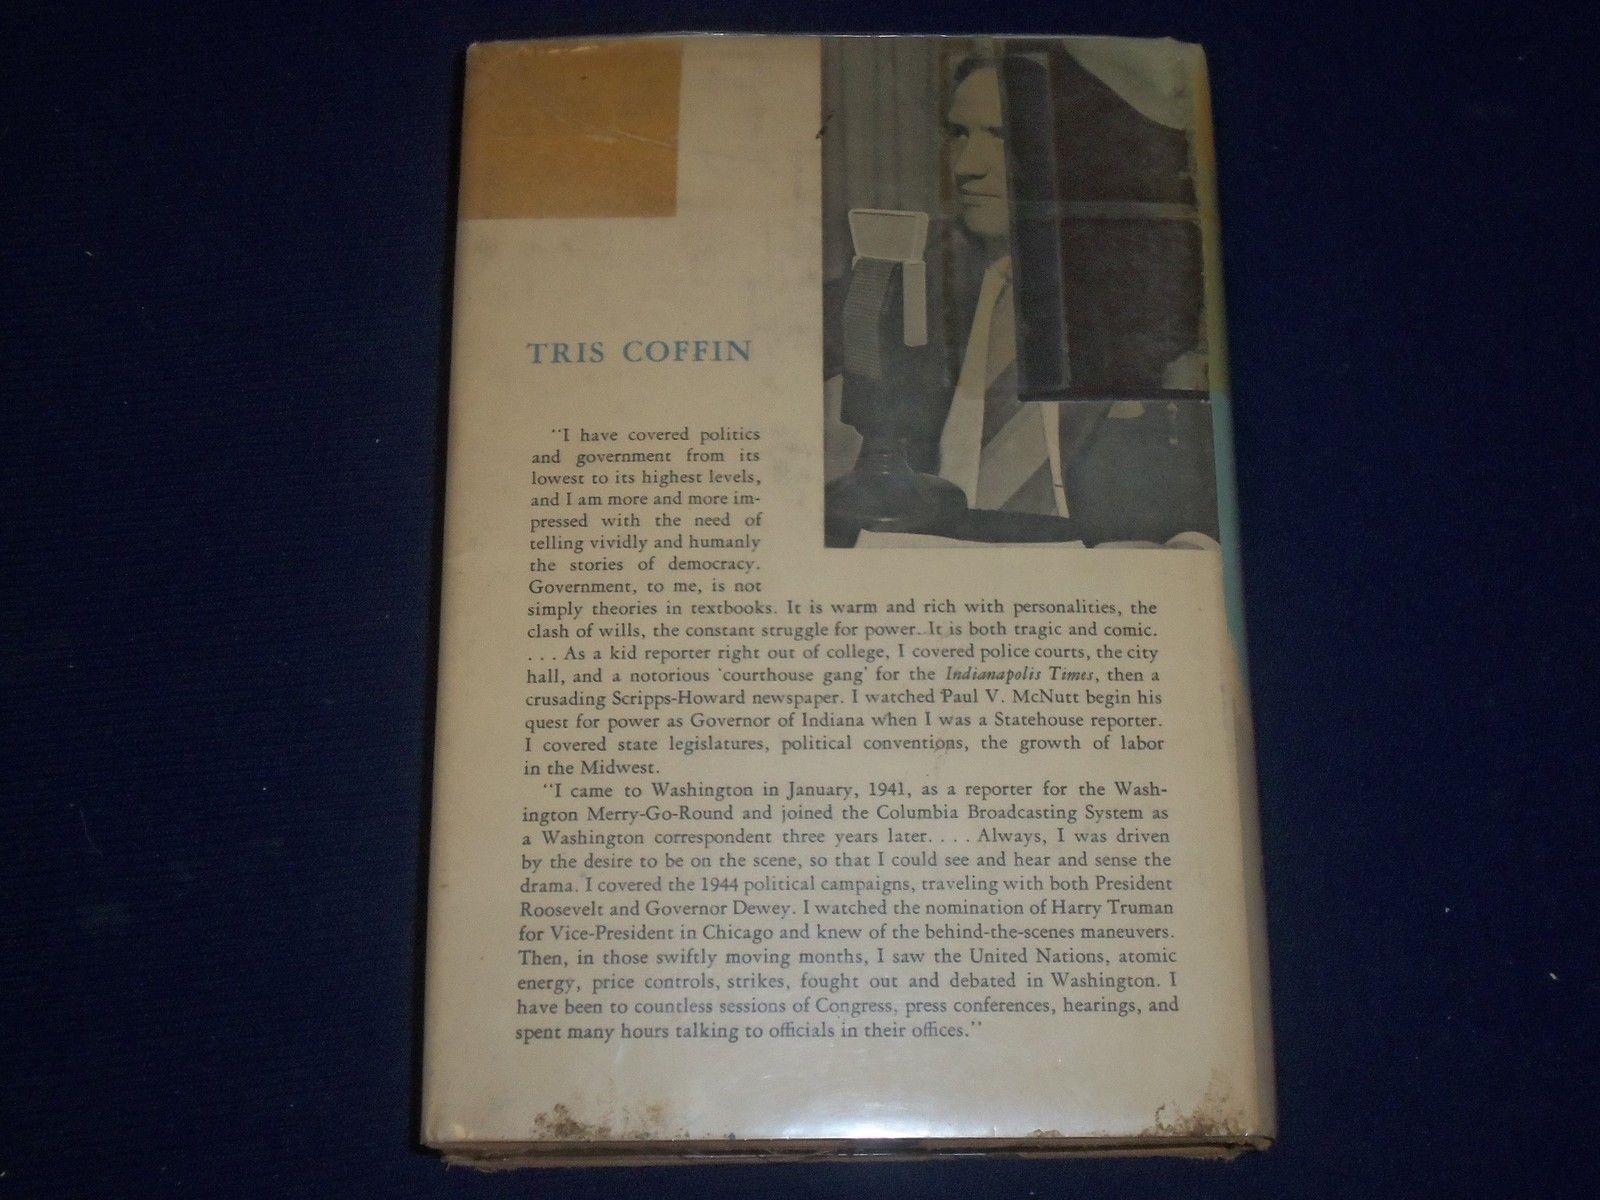 TRIS COFFIN
"I have covered politics
and government from its
lowest to its highest levels,
and I am more and more im-
pressed with the need of
telling vividly and humanly
the stories of democracy.
Government, to me, is not
simply theories in textbooks. It is warm and rich with personalities, the
clash of wills, the constant struggle for power. It is both tragic and comic.
. . . As a kid reporter right out of college, I covered police courts, the city
hall, and a notorious 'courthouse gang' for the Indianapolis Times, then a
crusading Scripps-Howard newspaper. I watched Paul V. McNutt begin his
quest for power as Governor of Indiana when I was a Statehouse reporter.
I covered state legislatures, political conventions, the growth of labor
in the Midwest.
"I came to Washington in January, 1941, as a reporter for the Wash-
ington Merry-Go-Round and joined the Columbia Broadcasting System as
a Washington correspondent three years later. . . . Always, I was driven
by the desire to be on the scene, so that I could see and hear and sense the
drama. I covered the 1944 political campaigns, traveling with both President
Roosevelt and Governor Dewey. I watched the nomination of Harry Truman
for Vice-President in Chicago and knew of the behind-the-scenes maneuvers.
Then, in those swiftly moving months, I saw the United Nations, atomic
energy, price controls, strikes, fought out and debated in Washington. I
have been to countless sessions of Congress, press conferences, hearings, and
spent many hours talking to officials in their offices."